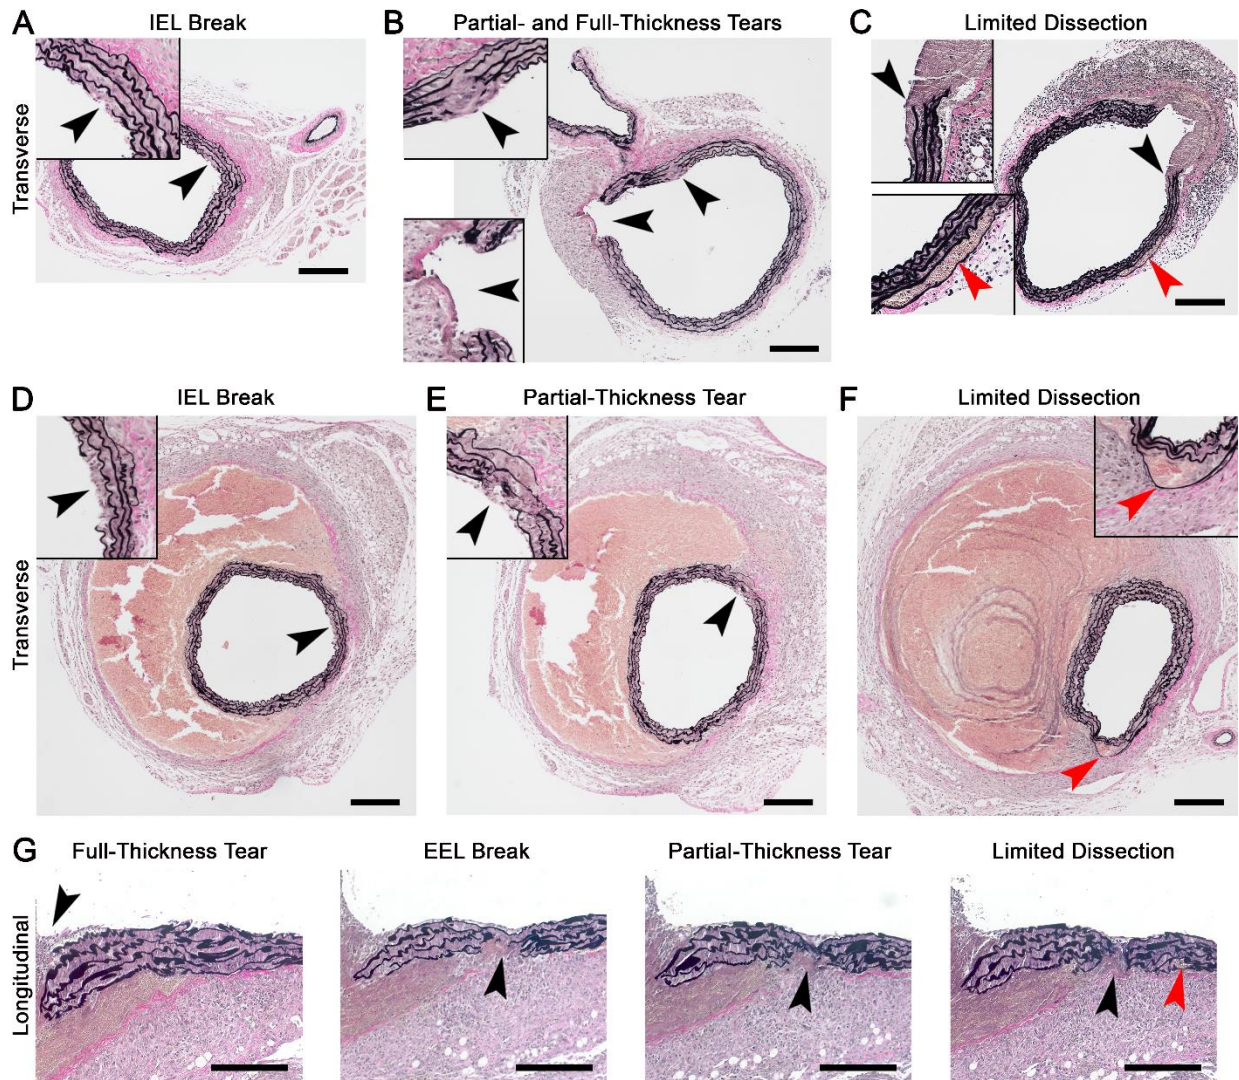 A
IEL Break
B
Partial- and Full-Thickness Tears
C
Limited Dissection
Transverse
D
IEL Break
E
Partial-Thickness Tear
F
Limited Dissection
Transverse
G
Full-Thickness Tear
EEL Break
Partial-Thickness Tear
Limited Dissection
Longitudinal